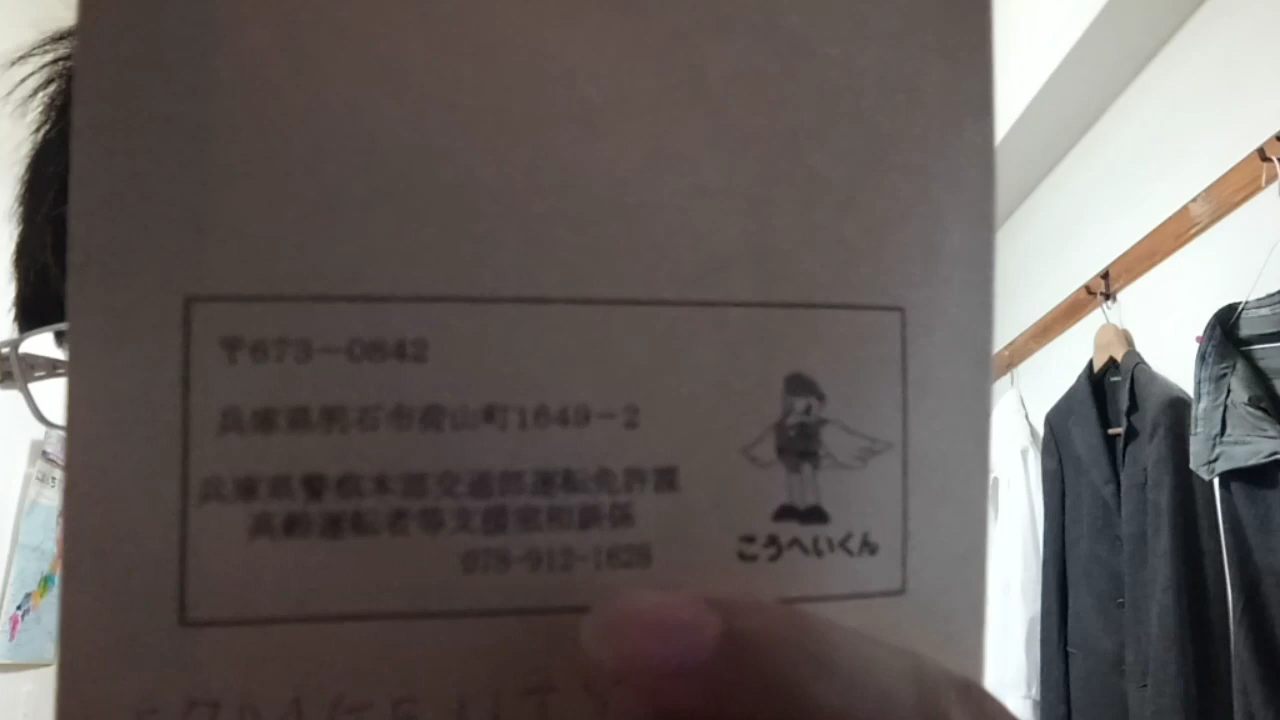 〒673-0842
兵庫県明石市荷山町1649-2
兵庫県警察本部交通部運転免許課
高齢運転者等支援室相談係
078-912-1628
こうへいくん